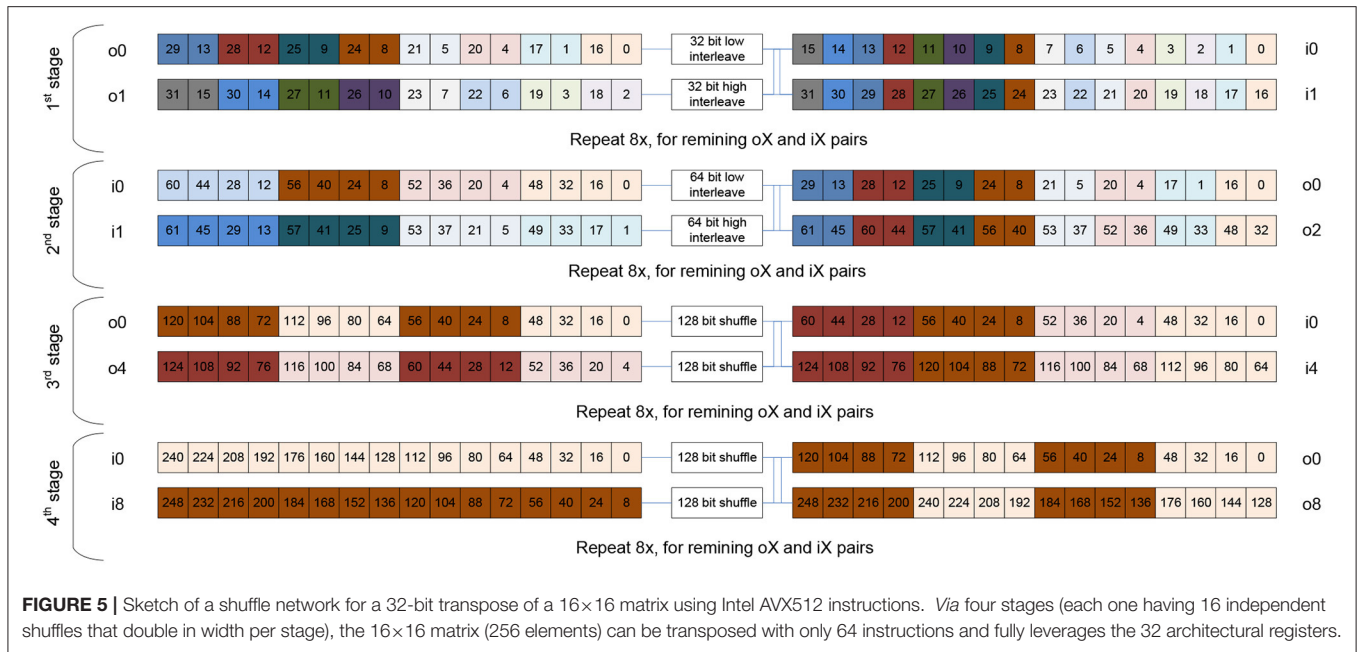 1st stage
o0 29 13 28 12 25 9 24 8 21 5 20 4 17 1 16 0 32 bit low interleave 15 14 13 12 11 10 9 8 7 6 5 4 3 2 1 0 i0
o1 31 15 30 14 27 11 26 10 23 7 22 6 19 3 18 2 32 bit high interleave 31 30 29 28 27 26 25 24 23 22 21 20 19 18 17 16 i1
Repeat 8x, for remining oX and iX pairs
2nd stage
i0 60 44 28 12 56 40 24 8 52 36 20 4 48 32 16 0 64 bit low interleave 29 13 28 12 25 9 24 8 21 5 20 4 17 1 16 0 o0
i1 61 45 29 13 57 41 25 9 53 37 21 5 49 33 17 1 64 bit high interleave 61 45 60 44 57 41 56 40 53 37 52 36 49 33 48 32 o2
Repeat 8x, for remining oX and iX pairs
3rd stage
o0 120 104 88 72 112 96 80 64 56 40 24 8 48 32 16 0 128 bit shuffle 60 44 28 12 56 40 24 8 52 36 20 4 48 32 16 0 i0
o4 124 108 92 76 116 100 84 68 60 44 28 12 52 36 20 4 128 bit shuffle 124 108 92 76 120 104 88 72 116 100 84 68 112 96 80 64 i4
Repeat 8x, for remining oX and iX pairs
4th stage
i0 240 224 208 192 176 160 144 128 112 96 80 64 48 32 16 0 128 bit shuffle 120 104 88 72 112 96 80 64 56 40 24 8 48 32 16 0 o0
i8 248 232 216 200 184 168 152 136 120 104 88 72 56 40 24 8 128 bit shuffle 248 232 216 200 240 224 208 192 184 168 152 136 176 160 144 128 o8
Repeat 8x, for remining oX and iX pairs
FIGURE 5 | Sketch of a shuffle network for a 32-bit transpose of a 16×16 matrix using Intel AVX512 instructions. Via four stages (each one having 16 independent
shuffles that double in width per stage), the 16×16 matrix (256 elements) can be transposed with only 64 instructions and fully leverages the 32 architectural registers.